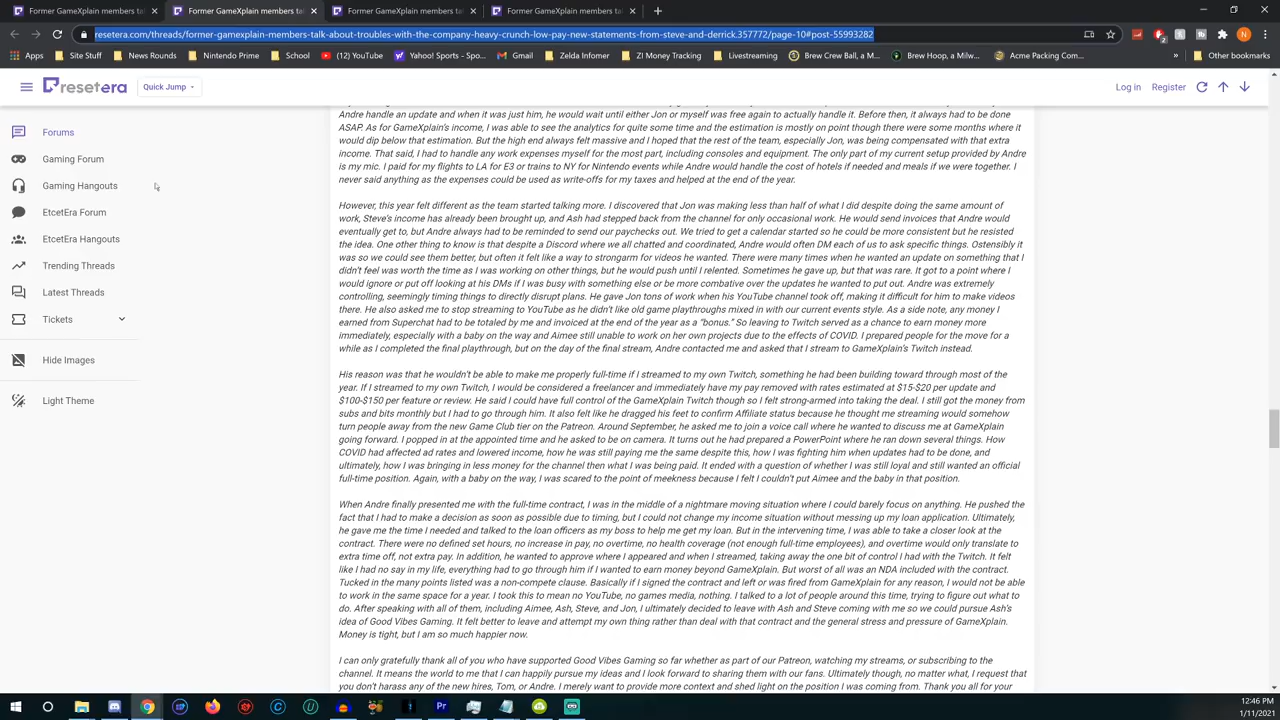 Former GameXplain members tal
Former GameXplain members tal
Former GameXplain members tal
Former GameXplain members tal
resetera.com/threads/former-gamexplain-members-talk-about-troubles-with-the-company-heavy-crunch-low-pay-new-statements-from-steve-and-derrick.357772/page-10#post-55993282
Apps
Streaming
News Rounds
Nintendo Prime
School
(12) YouTube
Yahoo! Sports -...
Gmail
Zelda Infomer
ZI Money Tracking
Livestreaming
Brew Crew Ball, a M...
Brew Hoop, a Milw...
Acme Packing Com...
Other bookmarks
resetera
Quick Jump
Log in
Register
Forums
Gaming Forum
Gaming Hangouts
EtcetEra Forum
EtcetEra Hangouts
Trending Threads
Latest Threads
Tickets
Hide Images
Light Theme
Andre handle an update and when it was just him, he would wait until either Jon or myself was free again to actually handle it. Before then, it always had to be done
ASAP. As for GameXplain's income, I was able to see the analytics for quite some time and the estimation is mostly on point though there were some months where it
would dip below that estimation. But the high end always felt massive and I hoped that the rest of the team, especially Jon, was being compensated with that extra
income. That said, I had to handle any work expenses myself for the most part, including consoles and equipment. The only part of my current setup provided by Andre
is my mic. I paid for my flights to LA for E3 or trains to NY for Nintendo events while Andre would handle the cost of hotels if needed and meals if we were together. I
never said anything as the expenses could be used as write-offs for my taxes and helped at the end of the year.
However, this year felt different as the team started talking more. I discovered that Jon was making less than half of what I did despite doing the same amount of
work, Steve's income has already been brought up, and Ash had stepped back from the channel for only occasional work. He would send invoices that Andre would
eventually get to, but Andre always had to be reminded to send our paychecks out. We tried to get a calendar started so he could be more consistent but he resisted
the idea. One other thing to know is that despite a Discord where we all chatted and coordinated, Andre would often DM each of us to ask specific things. Ostensibly it
was so we could see them better, but often it felt like a way to strongarm for videos he wanted. There were many times when he wanted an update on something that I
didn't feel was worth the time as I was working on other things, but he would push until I relented. Sometimes he gave up, but that was rare. It got to a point where I
would ignore or put off looking at his DMs if I was busy with something else or be more combative over the updates he wanted to put out. Andre was extremely
controlling, seemingly timing things to directly disrupt plans. He gave Jon tons of work when his YouTube channel took off, making it difficult for him to make videos
there. He also asked me to stop streaming to YouTube as he didn't like old game playthroughs mixed in with our current events style. As a side note, any money I
earned from Superchat had to be totaled by me and invoiced at the end of the year as a "bonus." So leaving to Twitch served as a chance to earn money more
immediately, especially with a baby on the way and Aimee still unable to work on her own projects due to the effects of COVID. I prepared people for the move for a
while as I completed the final playthrough, but on the day of the final stream, Andre contacted me and asked that I stream to GameXplain's Twitch instead.
His reason was that he wouldn't be able to make me properly full-time if I streamed to my own Twitch, something he had been building toward through most of the
year. If I streamed to my own Twitch, I would be considered a freelancer and immediately have my pay removed with rates estimated at $15-$20 per update and
$100-$150 per feature or review. He said I could have full control of the GameXplain Twitch though so I felt strong-armed into taking the deal. I still got the money from
subs and bits monthly but I had to go through him. It also felt like he dragged his feet to confirm Affiliate status because he thought me streaming would somehow
turn people away from the new Game Club tier on the Patreon. Around September, he asked me to join a voice call where he wanted to discuss me at GameXplain
going forward. I popped in at the appointed time and he asked to be on camera. It turns out he had prepared a PowerPoint where he ran down several things. How
COVID had affected ad rates and lowered income, how he was still paying me the same despite this, how I was fighting him when updates had to be done, and
ultimately, how I was bringing in less money for the channel then what I was being paid. It ended with a question of whether I was still loyal and still wanted an official
full-time position. Again, with a baby on the way, I was scared to the point of meekness because I felt I couldn't put Aimee and the baby in that position.
When Andre finally presented me with the full-time contract, I was in the middle of a nightmare moving situation where I could barely focus on anything. He pushed the
fact that I had to make a decision as soon as possible due to timing, but I could not change my income situation without messing up my loan application. Ultimately,
he gave me the time I needed and talked to the loan officers as my boss to help me get my loan. But in the intervening time, I was able to take a closer look at the
contract. There were no defined set hours, no increase in pay, no overtime, no health coverage (not enough full-time employees), and overtime would only translate to
extra time off, not extra pay. In addition, he wanted to approve where I appeared and when I streamed, taking away the one bit of control I had with the Twitch. It felt
like I had no say in my life, everything had to go through him if I wanted to earn money beyond GameXplain. But worst of all was an NDA included with the contract.
Tucked in the many points listed was a non-compete clause. Basically if I signed the contract and left or was fired from GameXplain for any reason, I would not be able
to work in the same space for a year. I took this to mean no YouTube, no games media, nothing. I talked to a lot of people around this time, trying to figure out what to
do. After speaking with all of them, including Aimee, Ash, Steve, and Jon, I ultimately decided to leave with Ash and Steve coming with me so we could pursue Ash's
idea of Good Vibes Gaming. It felt better to leave and attempt my own thing rather than deal with that contract and the general stress and pressure of GameXplain.
Money is tight, but I am so much happier now.
I can only gratefully thank all of you who have supported Good Vibes Gaming so far whether as part of our Patreon, watching my streams, or subscribing to the
channel. It means the world to me that I can happily pursue my ideas and I look forward to sharing them with our fans. Ultimately though, no matter what, I request that
you don't harass any of the new hires, Tom, or Andre. I merely want to provide more context and shed light on the position I was coming from. Thank you all for your
12:46 PM
1/11/2021